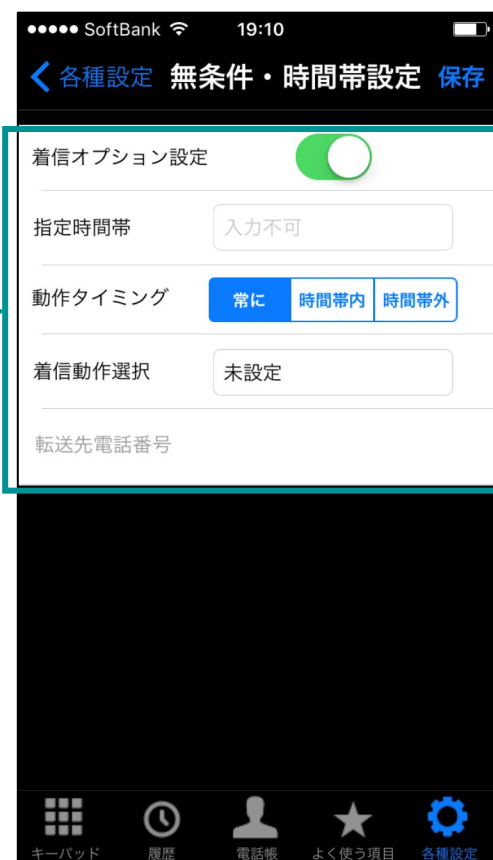 SoftBank 19:10
各種設定 無条件・時間帯設定 保存
着信オプション設定
指定時間帯 入力不可
動作タイミング 常に 時間帯内 時間帯外
着信動作選択 未設定
転送先電話番号
キーパッド 履歴 電話帳 よく使う項目 各種設定